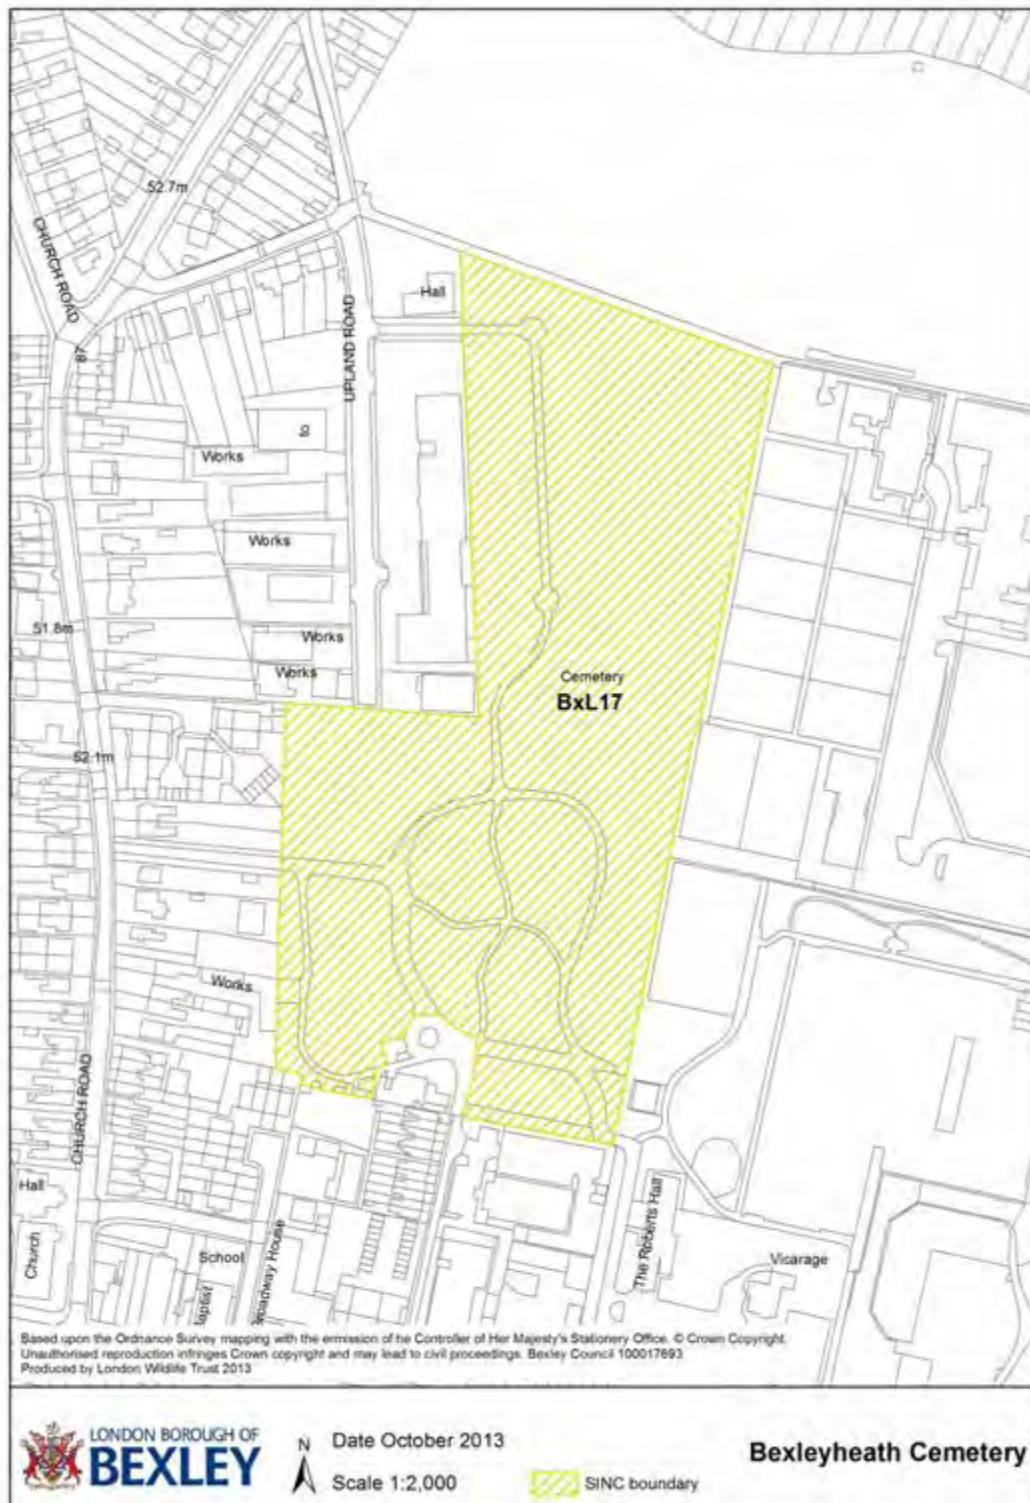 52.7m
CHURCH ROAD
Hall
UPLAND ROAD
87
Works
Works
51.8m
Works
Works
Cemetery
BxL17
52.1m
Works
CHURCH ROAD
Hall
Church
School
Baptist
Broadway House
The Roberts Hall
Vicarage
Based upon the Ordnance Survey mapping with the ermission of he Controller of Her Majesty's Stationery Office. © Crown Copyright.
Unauthorised reproduction infringes Crown copyright and may lead to civil proceedings. Bexley Council 100017693
Produced by London Wildlife Trust 2013
LONDON BOROUGH OF
BEXLEY
N
Date October 2013
Scale 1:2,000
SINC boundary
Bexleyheath Cemetery